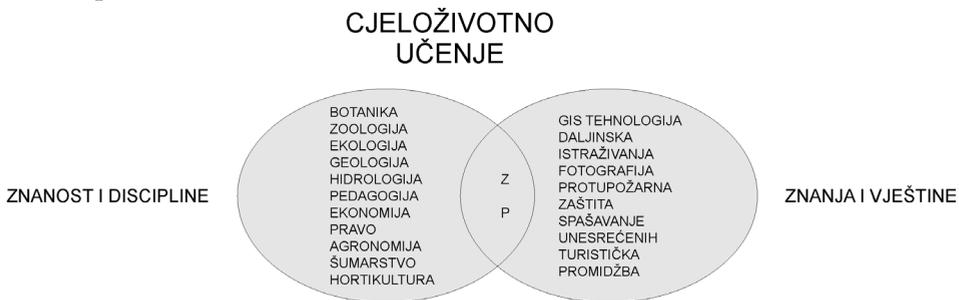 CJELOŽIVOTNO
UČENJE
ZNANOST I DISCIPLINE
BOTANIKA
ZOOLOGIJA
EKOLOGIJA
GEOLOGIJA
HIDROLOGIJA
PEDAGOGIJA
EKONOMIJA
PRAVO
AGRONOMIJA
ŠUMARSTVO
HORTIKULTURA
Z
P
GIS TEHNOLOGIJA
DALJINSKA
ISTRAŽIVANJA
FOTOGRAFIJA
PROTUPOŽARNA
ZAŠTITA
SPAŠAVANJE
UNESREĆENIH
TURISTIČKA
PROMIDŽBA
ZNANJA I VJEŠTINE